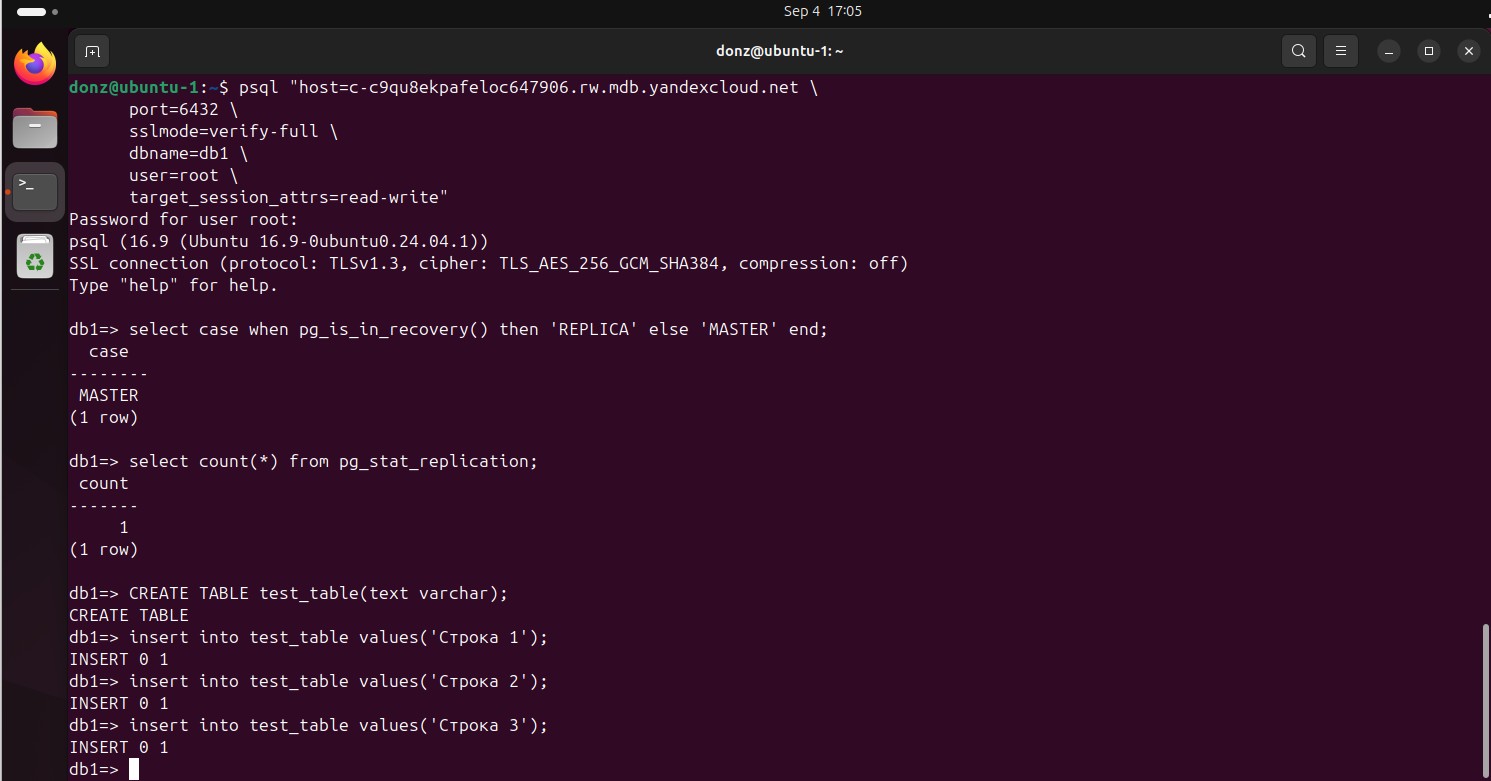 Sep 4 17:05
donz@ubuntu-1: ~
donz@ubuntu-1:~$ psql "host=c-c9qu8ekpafeloc647906.rw.mdb.yandexcloud.net \
      port=6432 \
      sslmode=verify-full \
      dbname=db1 \
      user=root \
      target_session_attrs=read-write"
Password for user root:
psql (16.9 (Ubuntu 16.9-0ubuntu0.24.04.1))
SSL connection (protocol: TLSv1.3, cipher: TLS_AES_256_GCM_SHA384, compression: off)
Type "help" for help.

db1=> select case when pg_is_in_recovery() then 'REPLICA' else 'MASTER' end;
  case
--------
 MASTER
(1 row)

db1=> select count(*) from pg_stat_replication;
 count
-------
     1
(1 row)

db1=> CREATE TABLE test_table(text varchar);
CREATE TABLE
db1=> insert into test_table values('Строка 1');
INSERT 0 1
db1=> insert into test_table values('Строка 2');
INSERT 0 1
db1=> insert into test_table values('Строка 3');
INSERT 0 1
db1=>